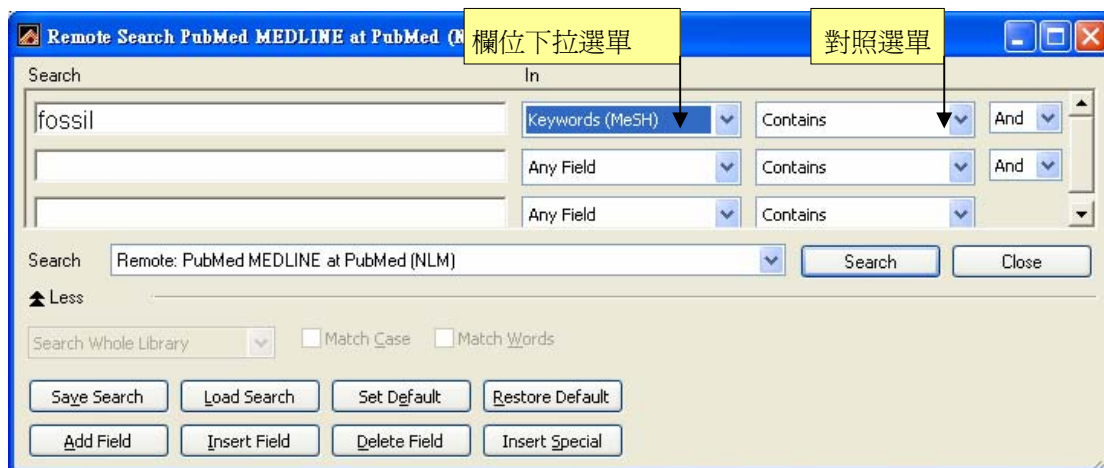 Remote Search PubMed MEDLINE at PubMed (N
欄位下拉選單
對照選單
Search In
fossil Keywords (MeSH) Contains And
Any Field Contains And
Any Field Contains
Search Remote: PubMed MEDLINE at PubMed (NLM) Search Close
Less
Search Whole Library Match Case Match Words
Save Search Load Search Set Default Restore Default
Add Field Insert Field Delete Field Insert Special